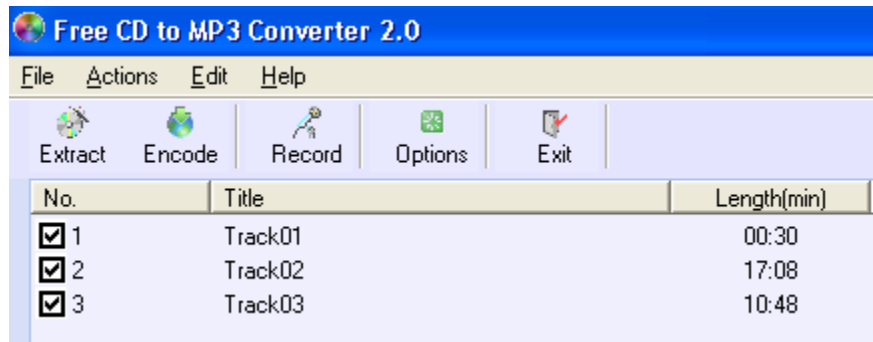 Free CD to MP3 Converter 2.0
File Actions Edit Help
Extract Encode Record Options Exit
No. Title Length(min)
1 Track01 00:30
2 Track02 17:08
3 Track03 10:48